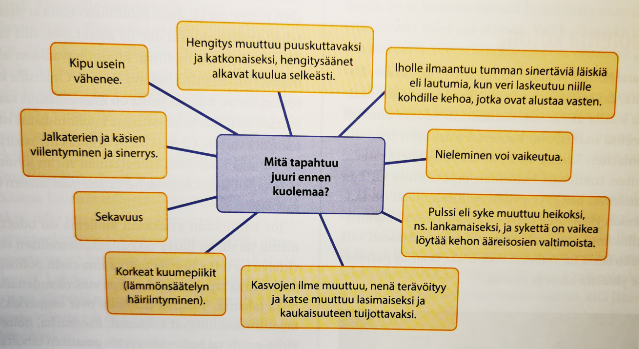 Mitä tapahtuu
juuri ennen
kuolemaa?
Kipu usein
vähenee.
Hengitys muuttuu puuskuttavaksi
ja katkonaiseksi, hengitysäänet
alkavat kuulua selkeästi.
Iholle ilmaantuu tumman sinertäviä läiskiä
eli lautumia, kun veri laskeutuu niille
kohdille kehoa, jotka ovat alustaa vasten.
Jalkaterien ja käsien
viilentyminen ja sinerrys.
Nieleminen voi vaikeutua.
Sekavuus
Pulssi eli syke muuttuu heikoksi,
ns. lankamaiseksi, ja sykettä on vaikea
löytää kehon ääreisosien valtimoista.
Korkeat kuumepiikit
(lämmönsäätelyn
häiriintyminen).
Kasvojen ilme muuttuu, nenä terävöityy
ja katse muuttuu lasimaiseksi ja
kaukaisuuteen tuijottavaksi.